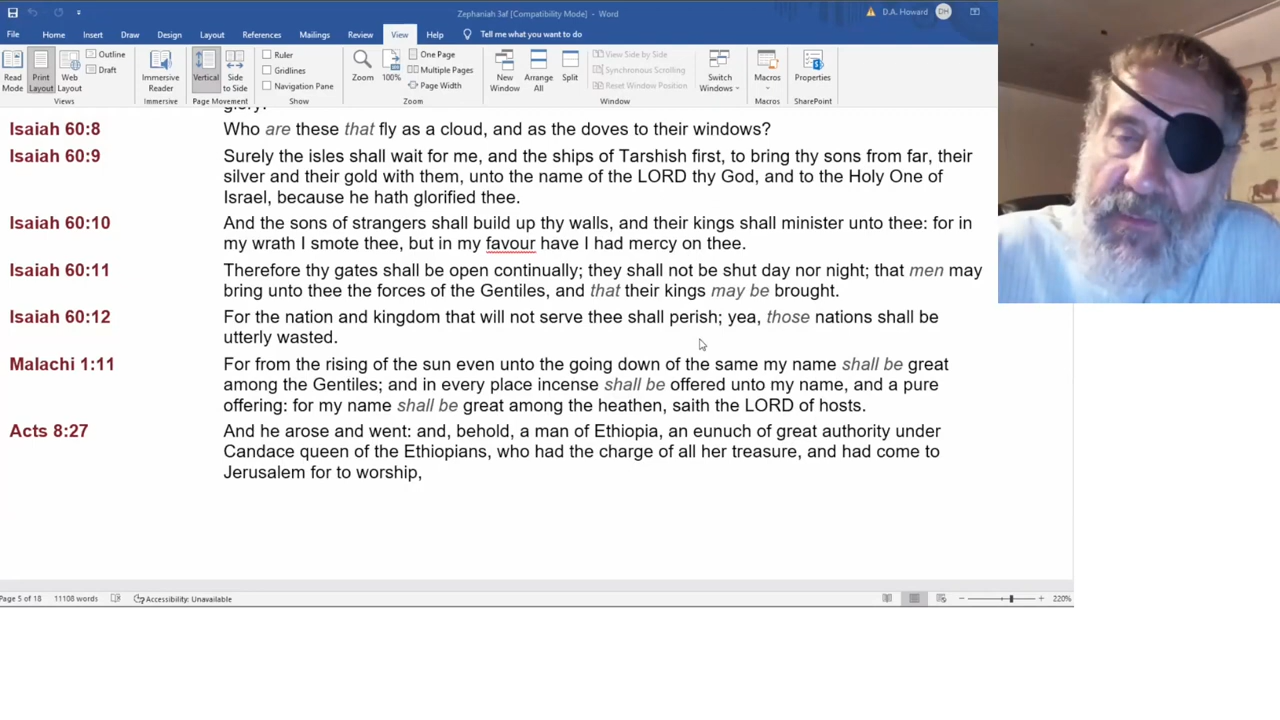 Zephaniah 3af [Compatibility Mode] - Word
D.A. Howard
DH
File Home Insert Draw Design Layout References Mailings Review View Help Tell me what you want to do
Read Mode
Print Layout
Web Layout
Outline
Draft
Views
Immersive Reader
Immersive
Vertical
Side to Side
Page Movement
Ruler
Gridlines
Navigation Pane
Show
Zoom
100%
One Page
Multiple Pages
Page Width
Zoom
New Window
Arrange All
Split
View Side by Side
Synchronous Scrolling
Reset Window Position
Switch Windows
Window
Macros
Macros
Properties
SharePoint
glory.
Isaiah 60:8 Who are these that fly as a cloud, and as the doves to their windows?
Isaiah 60:9 Surely the isles shall wait for me, and the ships of Tarshish first, to bring thy sons from far, their
silver and their gold with them, unto the name of the LORD thy God, and to the Holy One of
Israel, because he hath glorified thee.
Isaiah 60:10 And the sons of strangers shall build up thy walls, and their kings shall minister unto thee: for in
my wrath I smote thee, but in my favour have I had mercy on thee.
Isaiah 60:11 Therefore thy gates shall be open continually; they shall not be shut day nor night; that men may
bring unto thee the forces of the Gentiles, and that their kings may be brought.
Isaiah 60:12 For the nation and kingdom that will not serve thee shall perish; yea, those nations shall be
utterly wasted.
Malachi 1:11 For from the rising of the sun even unto the going down of the same my name shall be great
among the Gentiles; and in every place incense shall be offered unto my name, and a pure
offering: for my name shall be great among the heathen, saith the LORD of hosts.
Acts 8:27 And he arose and went: and, behold, a man of Ethiopia, an eunuch of great authority under
Candace queen of the Ethiopians, who had the charge of all her treasure, and had come to
Jerusalem for to worship,
Page 5 of 18 11108 words Accessibility: Unavailable 220%